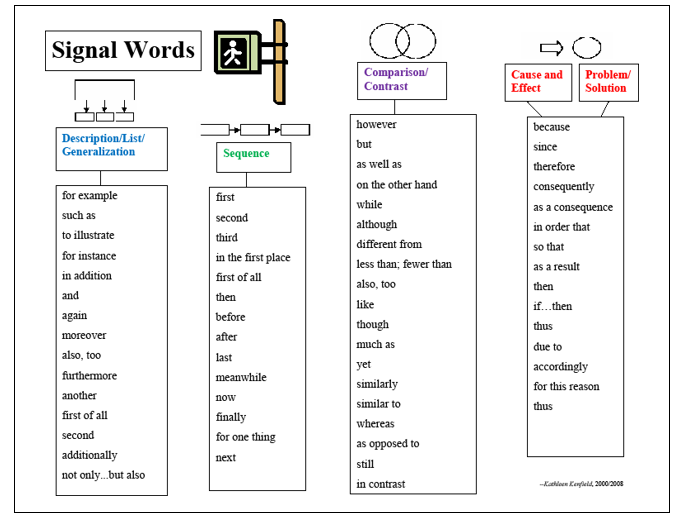 Signal Words
Description/List/
Generalization
for example
such as
to illustrate
for instance
in addition
and
again
moreover
also, too
furthermore
another
first of all
second
additionally
not only...but also
Sequence
first
second
third
in the first place
first of all
then
before
after
last
meanwhile
now
finally
for one thing
next
Comparison/
Contrast
however
but
as well as
on the other hand
while
although
different from
less than; fewer than
also, too
like
though
much as
yet
similarly
similar to
whereas
as opposed to
still
in contrast
Cause and
Effect
Problem/
Solution
because
since
therefore
consequently
as a consequence
in order that
so that
as a result
then
if…then
thus
due to
accordingly
for this reason
thus
--Kathleen Kenfield, 2000/2008